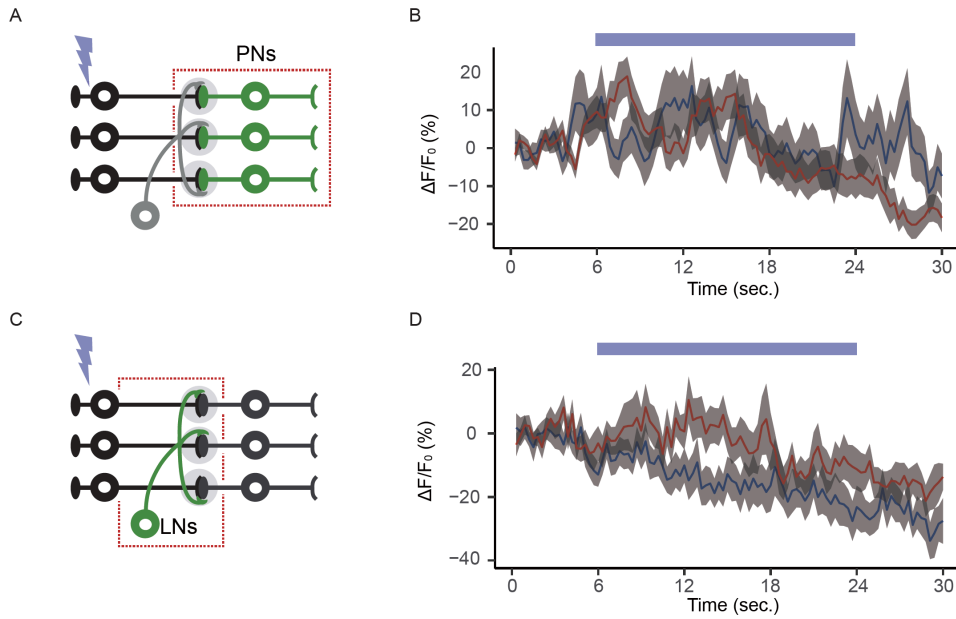 A
PNs
B
20
10
0
−10
−20
ΔF/F₀ (%)
0 6 12 18 24 30
Time (sec.)
C
LNs
D
20
0
−20
−40
ΔF/F₀ (%)
0 6 12 18 24 30
Time (sec.)